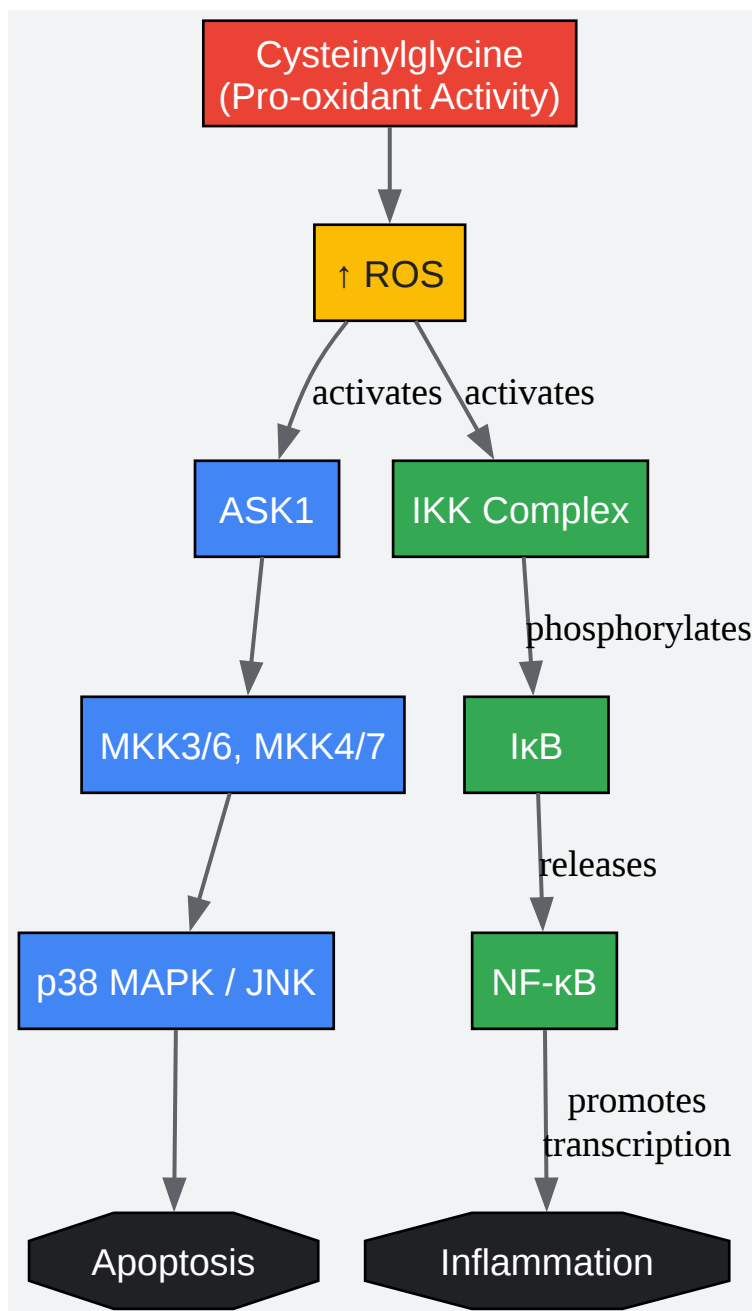 Cysteinylglycine
(Pro-oxidant Activity)
↑ ROS
activates
activates
ASK1
IKK Complex
phosphorylates
MKK3/6, MKK4/7
IκB
releases
p38 MAPK / JNK
NF-κB
promotes
transcription
Apoptosis
Inflammation